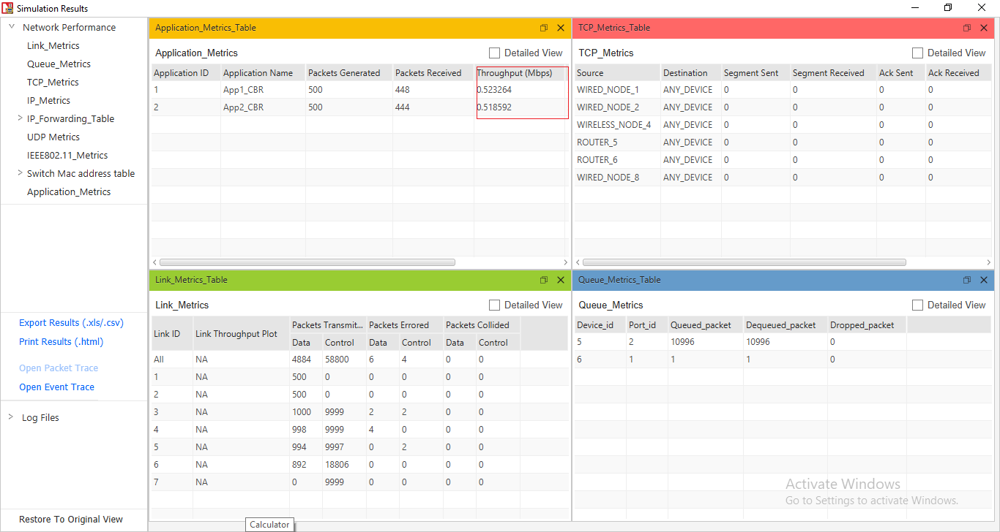 Simulation Results
Network Performance
Link_Metrics
Queue_Metrics
TCP_Metrics
IP_Metrics
IP_Forwarding_Table
UDP Metrics
IEEE802.11_Metrics
Switch Mac address table
Application_Metrics
Export Results (.xls/.csv)
Print Results (.html)
Open Packet Trace
Open Event Trace
Log Files
Restore To Original View
Application_Metrics_Table
Application_Metrics Detailed View
Application ID Application Name Packets Generated Packets Received Throughput (Mbps)
1 App1_CBR 500 448 0.523264
2 App2_CBR 500 444 0.518592
TCP_Metrics_Table
TCP_Metrics Detailed View
Source Destination Segment Sent Segment Received Ack Sent Ack Received
WIRED_NODE_1 ANY_DEVICE 0 0 0 0
WIRED_NODE_2 ANY_DEVICE 0 0 0 0
WIRELESS_NODE_4 ANY_DEVICE 0 0 0 0
ROUTER_5 ANY_DEVICE 0 0 0 0
ROUTER_6 ANY_DEVICE 0 0 0 0
WIRED_NODE_8 ANY_DEVICE 0 0 0 0
Link_Metrics_Table
Link_Metrics Detailed View
Link ID Link Throughput Plot Packets Transmit... Packets Errored Packets Collided
Data Control Data Control Data Control
All NA 4884 58800 6 4 0 0
1 NA 500 0 0 0 0 0
2 NA 500 0 0 0 0 0
3 NA 1000 9999 2 2 0 0
4 NA 998 9999 4 0 0 0
5 NA 994 9997 0 2 0 0
6 NA 892 18806 0 0 0 0
7 NA 0 9999 0 0 0 0
Queue_Metrics_Table
Queue_Metrics Detailed View
Device_id Port_id Queued_packet Dequeued_packet Dropped_packet
5 2 10996 10996 0
6 1 1 1 0
Activate Windows
Go to Settings to activate Windows.
Calculator